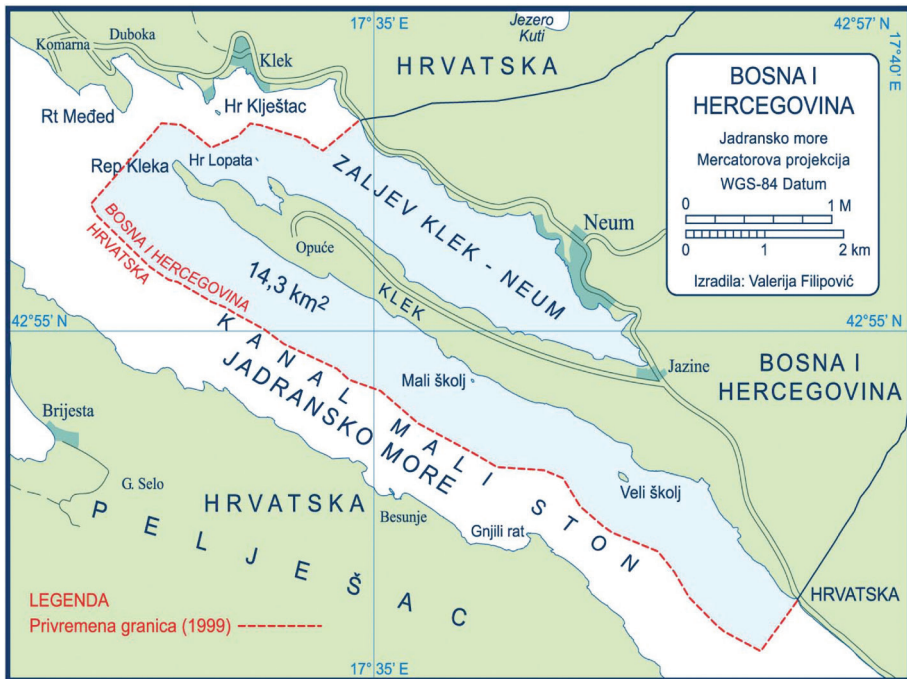 17° 35' E
42° 57' N
17° 40' E
Jezero
Kuti
Duboka
Komarna
Klek
HRVATSKA
Rt Međed
Hr Klještac
Rep Kleka
Hr Lopata
ZALJEV KLEK - NEUM
Neum
Opuće
KLEK
BOSNA I HERCEGOVINA
HRVATSKA
14,3 km²
42° 55' N
42° 55' N
KANAL MALI STON
JADRANSKO MORE
Mali školj
Jazine
BOSNA I
HERCEGOVINA
Brijesta
G. Selo
HRVATSKA
PELJEŠAC
Besunje
Gnjili rat
Veli školj
HRVATSKA
17° 35' E
BOSNA I
HERCEGOVINA
Jadransko more
Mercatorova projekcija
WGS-84 Datum
0 1 M
0 1 2 km
Izradila: Valerija Filipović
LEGENDA
Privremena granica (1999)